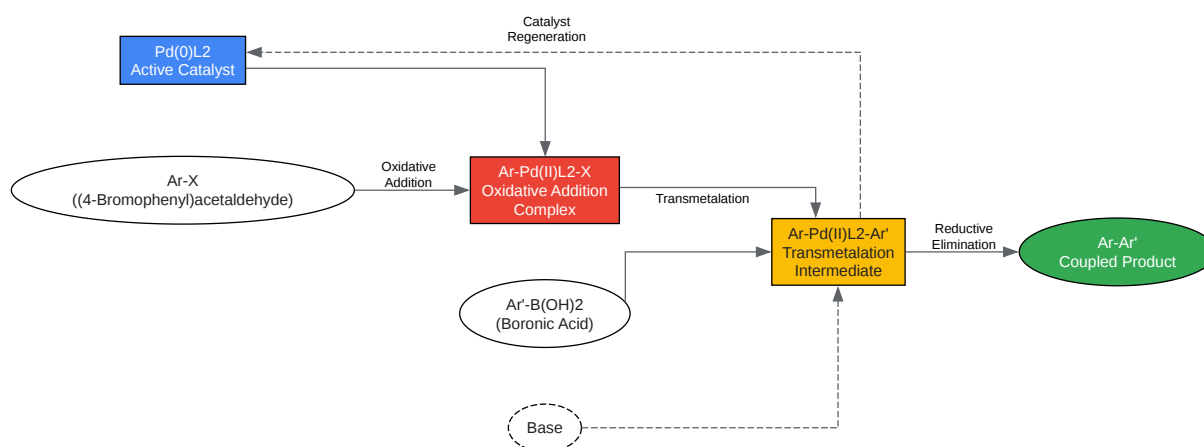 Catalyst
Regeneration
Pd(0)L2
Active Catalyst
Ar-X
((4-Bromophenyl)acetaldehyde)
Oxidative
Addition
Ar-Pd(II)L2-X
Oxidative Addition
Complex
Transmetalation
Ar-Pd(II)L2-Ar'
Transmetalation
Intermediate
Reductive
Elimination
Ar-Ar'
Coupled Product
Ar'-B(OH)2
(Boronic Acid)
Base